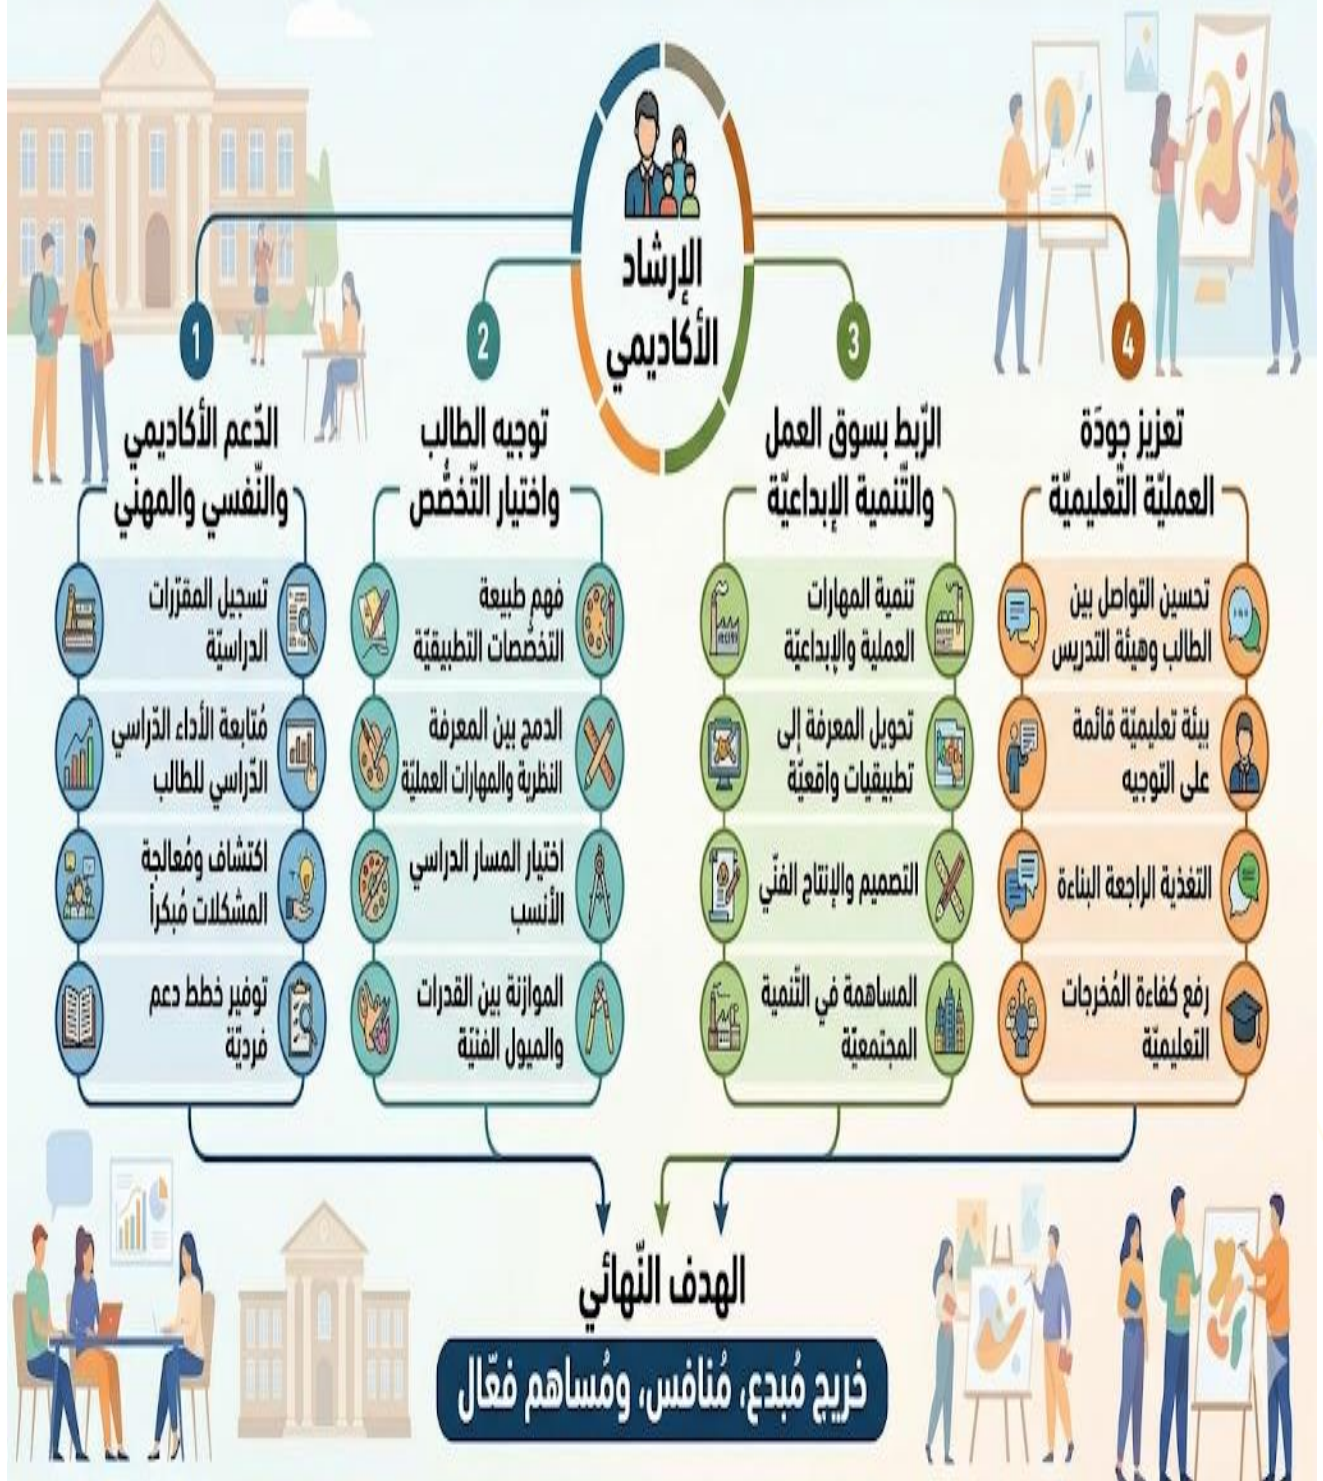 الإرشاد
الأكاديمي
1
الدّعم الأكاديمي
والنّفسي والمهني
تسجيل المقرّرات
الدراسيّة
مُتابعة الأداء الدّراسي
الدّراسي للطالب
اكتشاف ومُعالجة
المشكلات مُبكراً
توفير خطط دعم
فرديّة
2
توجيه الطالب
واختيار التّخصُّص
فهم طبيعة
التخصّصات التطبيقيّة
الدمج بين المعرفة
النظرية والمهارات العمليّة
اختيار المسار الدراسي
الأنسب
الموازنة بين القدرات
والميول الفنيّة
3
الرّبط بسوق العمل
والتّنمية الإبداعيّة
تنمية المهارات
العملية والإبداعيّة
تحويل المعرفة إلى
تطبيقيات واقعيّة
التصميم والإنتاج الفنّي
المساهمة في التّنمية
المجتمعيّة
4
تعزيز جودَة
العمليّة التّعليميّة
تحسين التواصل بين
الطالب وهيئة التدريس
بيئة تعليميّة قائمة
على التوجيه
التغذية الراجعة البناءة
رفع كفاءة المُخرجات
التعليميّة
الهدف النّهائي
خريج مُبدع، مُنافس، ومُساهم فعّال